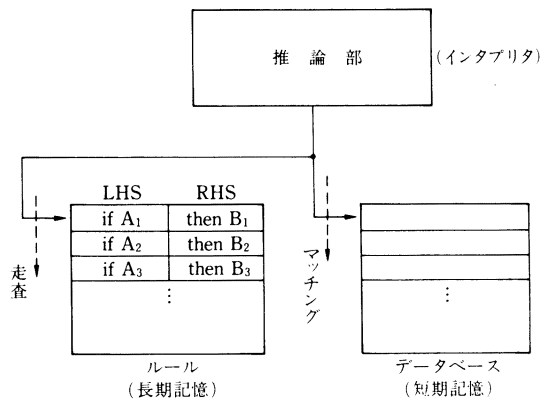 推論部
(インタプリタ)
LHS RHS
if A₁ then B₁
if A₂ then B₂
if A₃ then B₃
⋮
走査
マッチング
⋮
ルール
(長期記憶)
データベース
(短期記憶)